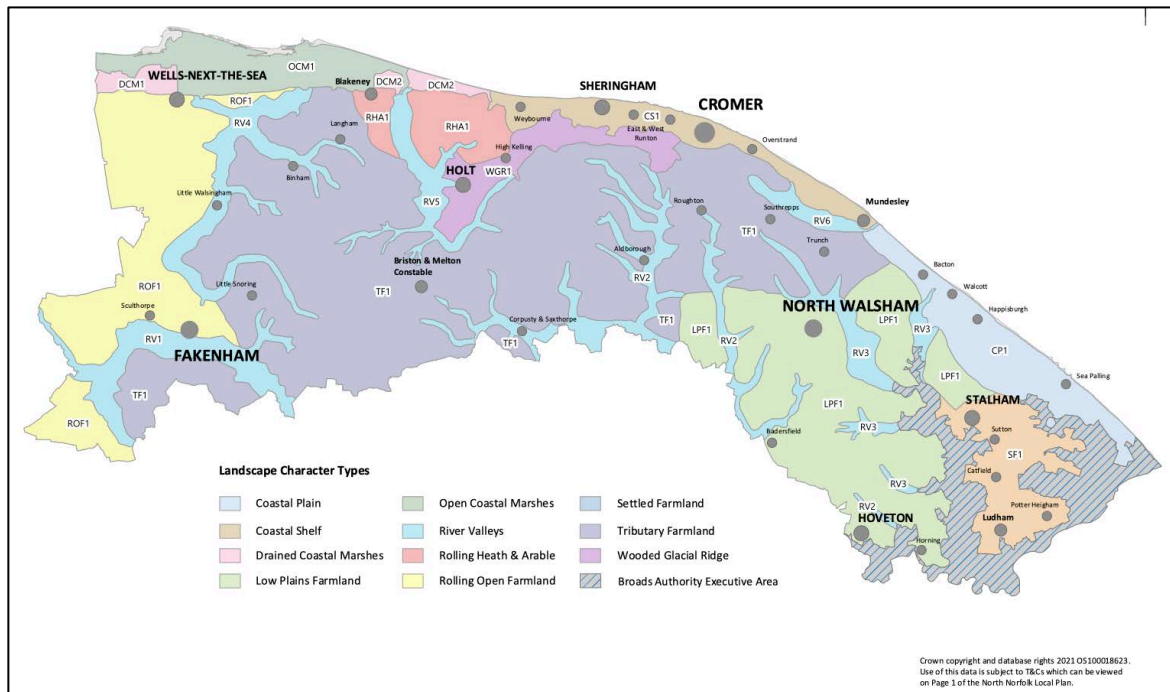 OCM1
WELLS-NEXT-THE-SEA
DCM1
Blakeney
DCM2
DCM2
SHERINGHAM
CROMER
ROF1
RV4
RHA1
RHA1
Weybourne
CS1
East & West
Runton
Overstrand
Langham
High Kelling
WGR1
Binham
HOLT
Little Walsingham
RV5
Roughton
Southrepps
Mundesley
RV6
TF1
Trunch
Aldborough
Briston & Melton
Constable
RV2
Bacton
ROF1
Little Snoring
TF1
Walcott
Sculthorpe
Corpusty & Saxthorpe
TF1
LPF1
NORTH WALSHAM
LPF1
RV3
Happisburgh
RV1
FAKENHAM
TF1
RV2
RV3
CP1
TF1
LPF1
Sea Palling
ROF1
LPF1
STALHAM
RV3
Sutton
Badersfield
SF1
Catfield
RV3
RV2
Potter Heigham
HOVETON
Ludham
Horning
Landscape Character Types
Coastal Plain
Open Coastal Marshes
Settled Farmland
Coastal Shelf
River Valleys
Tributary Farmland
Drained Coastal Marshes
Rolling Heath & Arable
Wooded Glacial Ridge
Low Plains Farmland
Rolling Open Farmland
Broads Authority Executive Area
Crown copyright and database rights 2021 OS100018623.
Use of this data is subject to T&Cs which can be viewed
on Page 1 of the North Norfolk Local Plan.